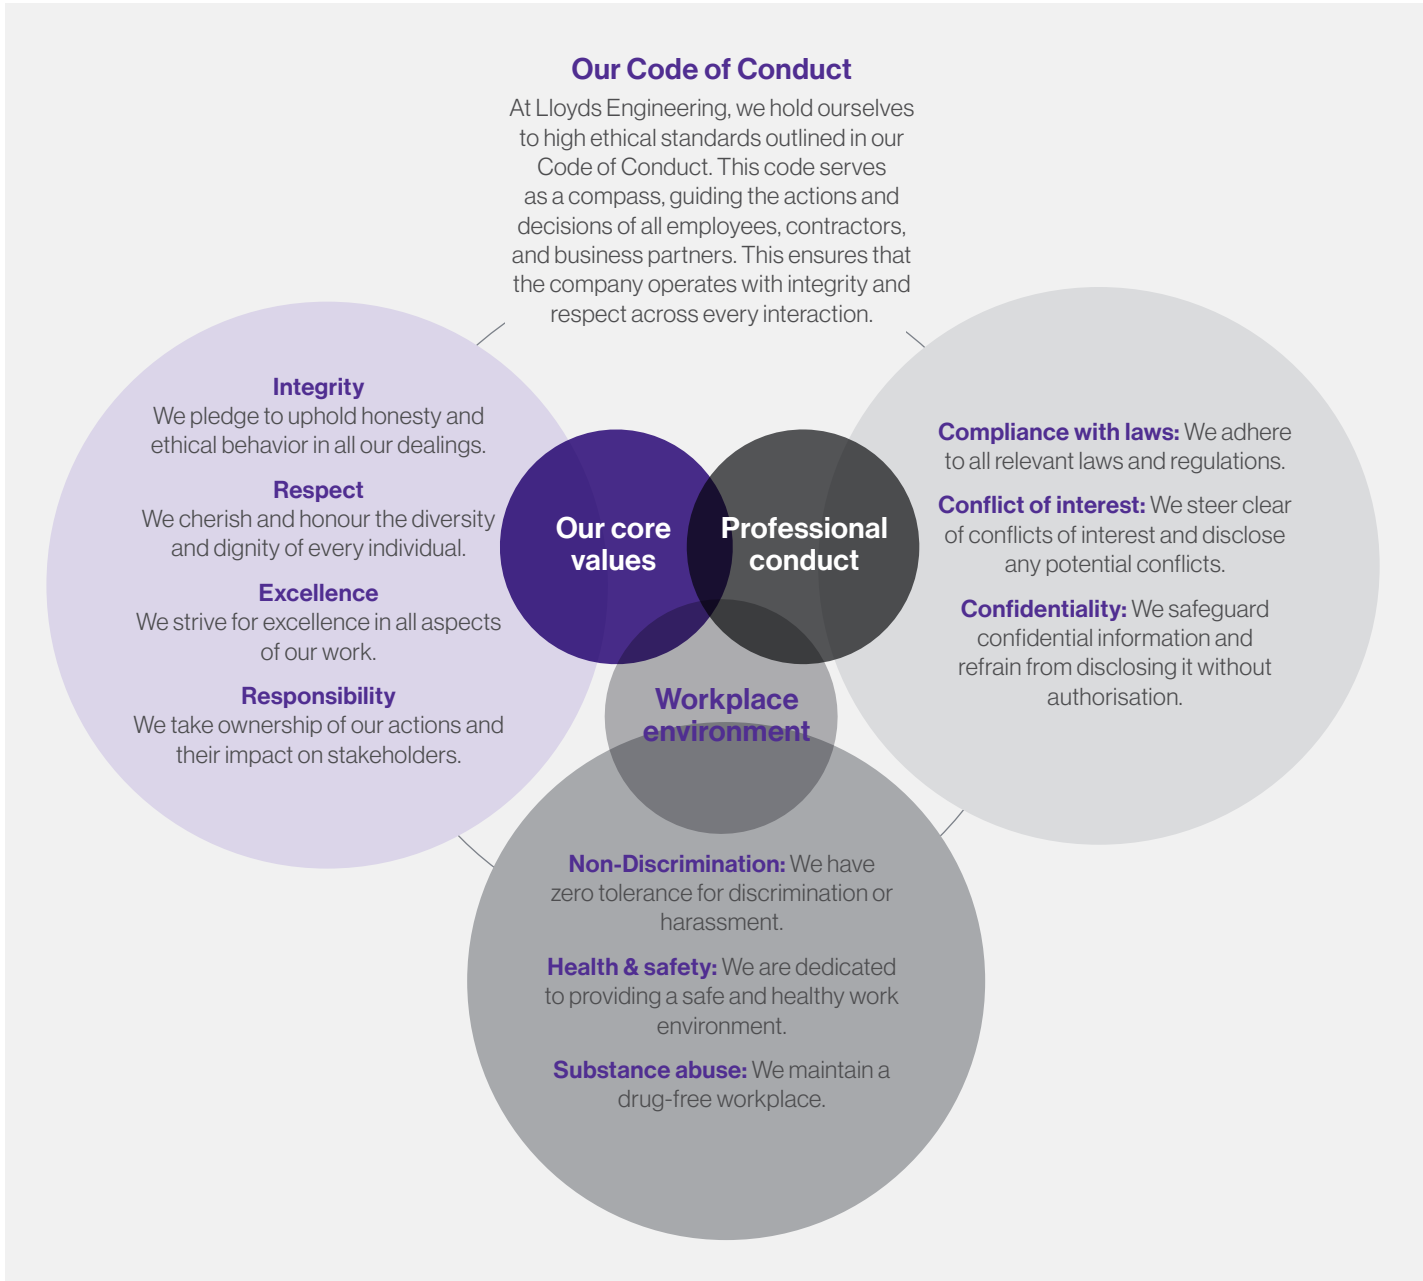 Our Code of Conduct
At Lloyds Engineering, we hold ourselves
to high ethical standards outlined in our
Code of Conduct. This code serves
as a compass, guiding the actions and
decisions of all employees, contractors,
and business partners. This ensures that
the company operates with integrity and
respect across every interaction.
Integrity
We pledge to uphold honesty and
ethical behavior in all our dealings.
Respect
We cherish and honour the diversity
and dignity of every individual.
Excellence
We strive for excellence in all aspects
of our work.
Responsibility
We take ownership of our actions and
their impact on stakeholders.
Our core
values
Professional
conduct
Compliance with laws: We adhere
to all relevant laws and regulations.
Conflict of interest: We steer clear
of conflicts of interest and disclose
any potential conflicts.
Confidentiality: We safeguard
confidential information and
refrain from disclosing it without
authorisation.
Workplace
environment
Non-Discrimination: We have
zero tolerance for discrimination or
harassment.
Health & safety: We are dedicated
to providing a safe and healthy work
environment.
Substance abuse: We maintain a
drug-free workplace.